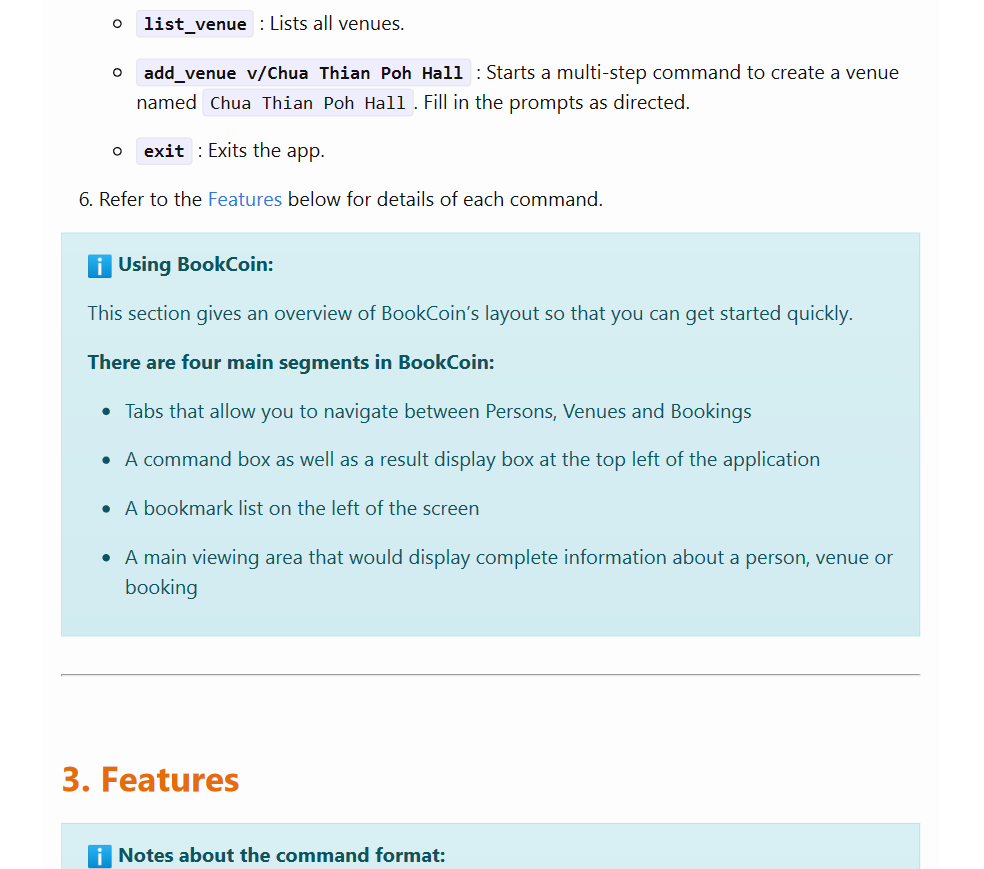 list_venue : Lists all venues.
add_venue v/Chua Thian Poh Hall : Starts a multi-step command to create a venue
named Chua Thian Poh Hall. Fill in the prompts as directed.
exit : Exits the app.
6. Refer to the Features below for details of each command.
Using BookCoin:
This section gives an overview of BookCoin’s layout so that you can get started quickly.
There are four main segments in BookCoin:
Tabs that allow you to navigate between Persons, Venues and Bookings
A command box as well as a result display box at the top left of the application
A bookmark list on the left of the screen
A main viewing area that would display complete information about a person, venue or
booking
3. Features
Notes about the command format: